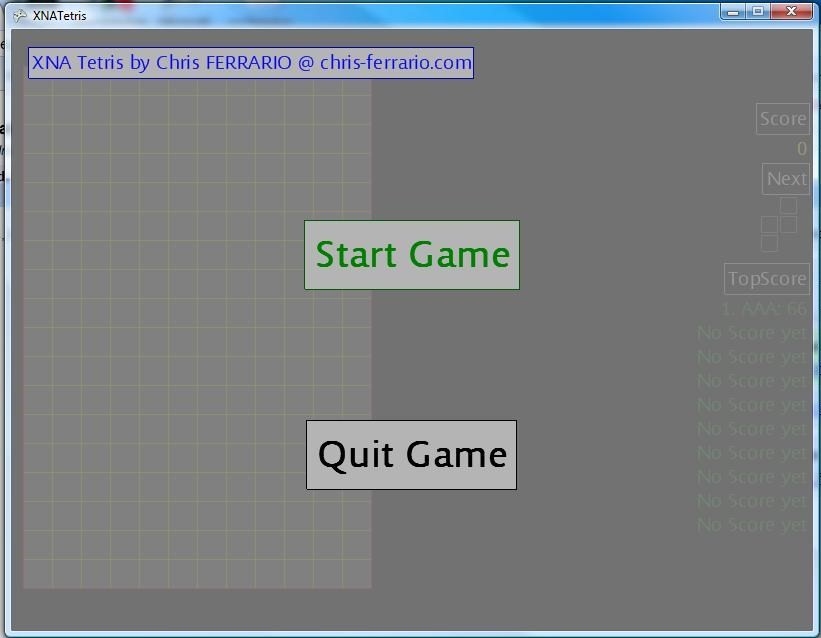 XNATetris
XNA Tetris by Chris FERRARIO @ chris-ferrario.com
Score
0
Next
Start Game
TopScore
1. AAA: 66
No Score yet
No Score yet
No Score yet
No Score yet
No Score yet
No Score yet
No Score yet
No Score yet
No Score yet
Quit Game